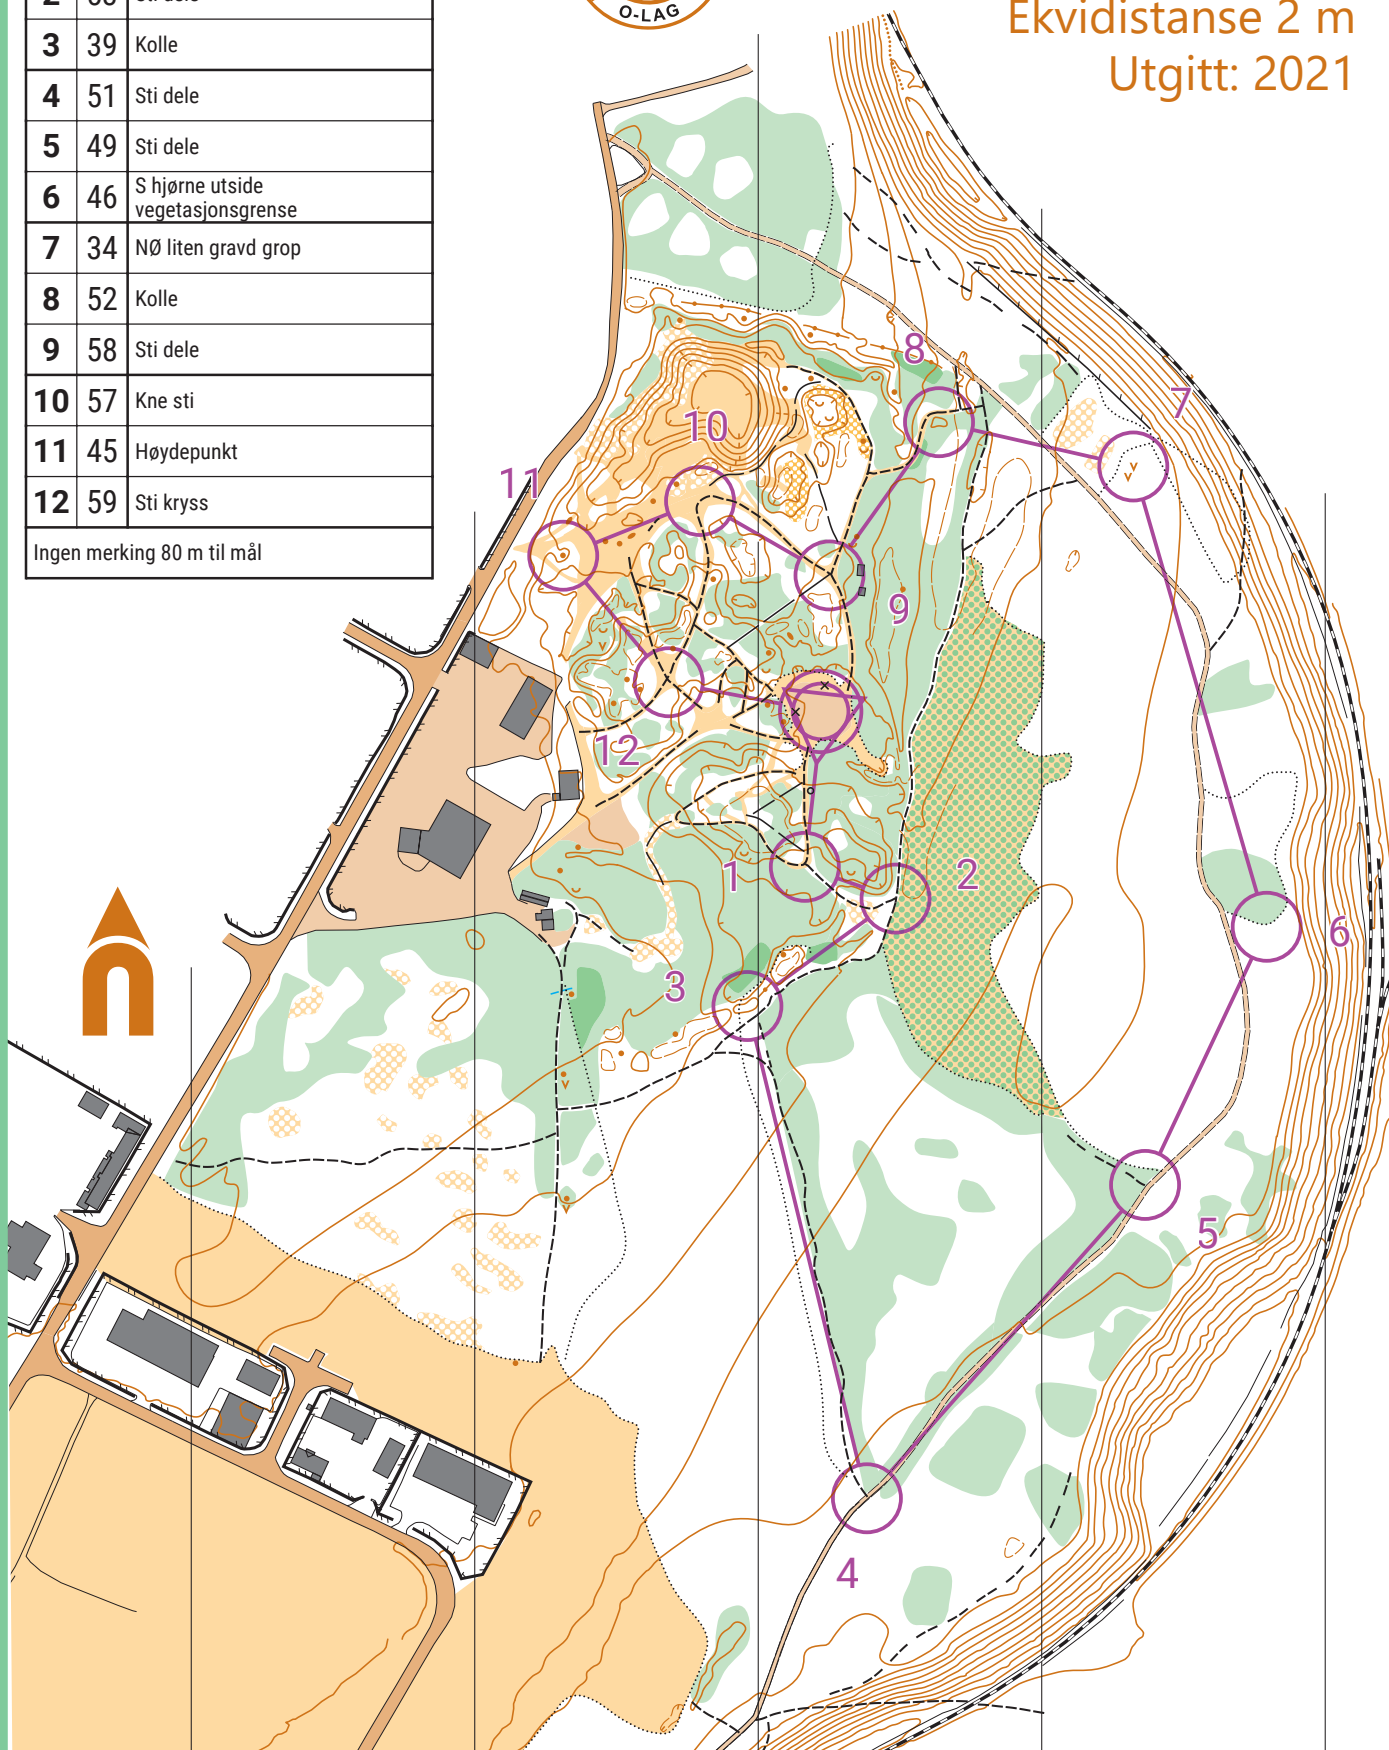 O-LAG
Ekvidistanse 2 m
Utgitt: 2021
3 39 Kolle
4 51 Sti dele
5 49 Sti dele
6 46 S hjørne utside
vegetasjonsgrense
7 34 NØ liten gravd grop
8 52 Kolle
9 58 Sti dele
10 57 Kne sti
11 45 Høydepunkt
12 59 Sti kryss
Ingen merking 80 m til mål
8
7
10
11
9
12
1
2
6
3
5
4